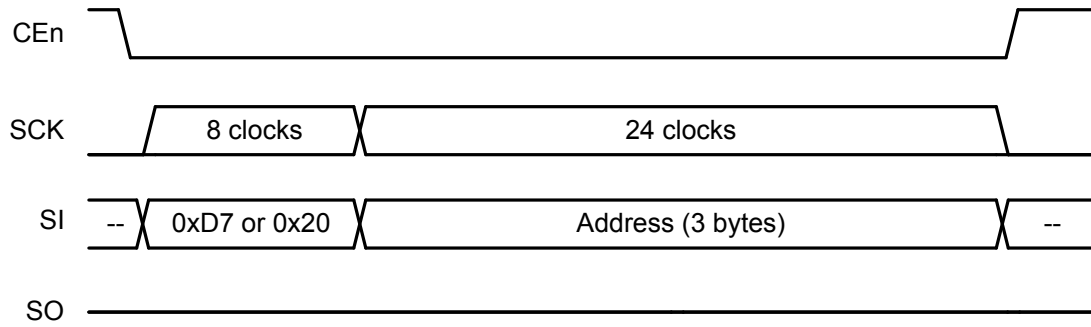 CEn
SCK 8 clocks 24 clocks
SI -- 0xD7 or 0x20 Address (3 bytes) --
SO